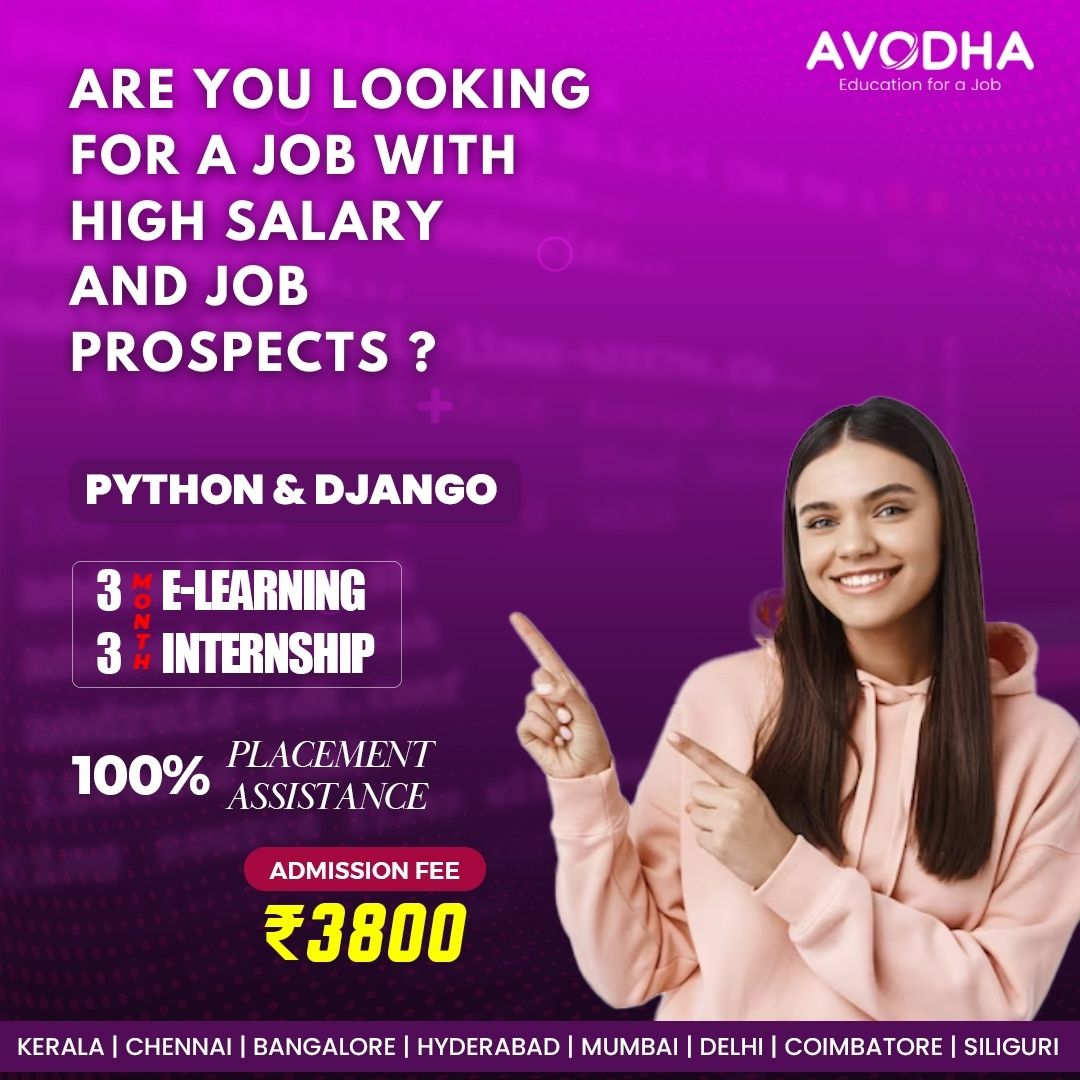 AVODHA
Education for a Job
ARE YOU LOOKING
FOR A JOB WITH
HIGH SALARY
AND JOB
PROSPECTS ?
PYTHON & DJANGO
3 MONTH E-LEARNING
3 INTERNSHIP
100% PLACEMENT
ASSISTANCE
ADMISSION FEE
₹3800
KERALA | CHENNAI | BANGALORE | HYDERABAD | MUMBAI | DELHI | COIMBATORE | SILIGURI